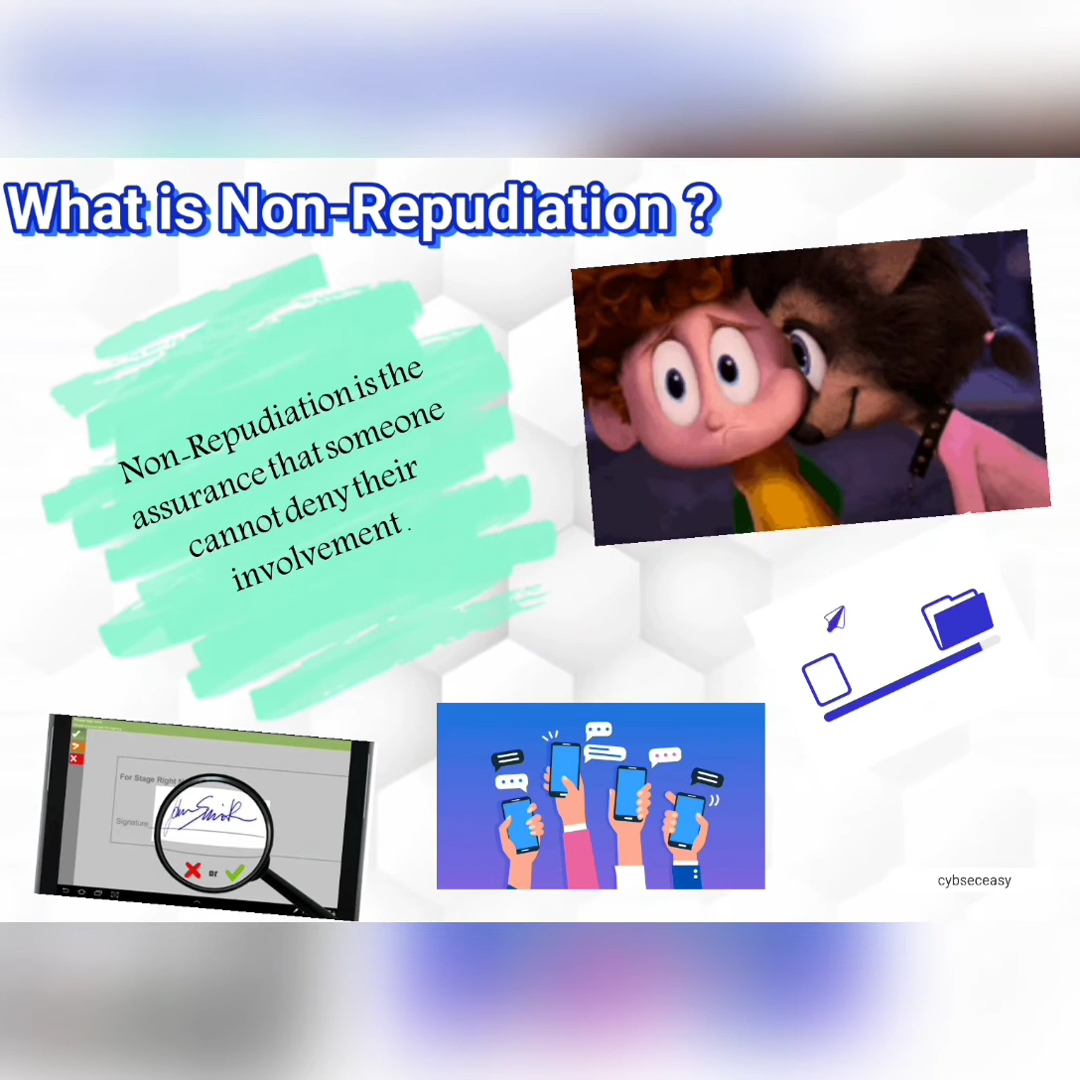 What is Non-Repudiation ?
Non-Repudiation is the
assurance that someone
cannot deny their
involvement .
For Stage Right
Signature
or
cybseceasy